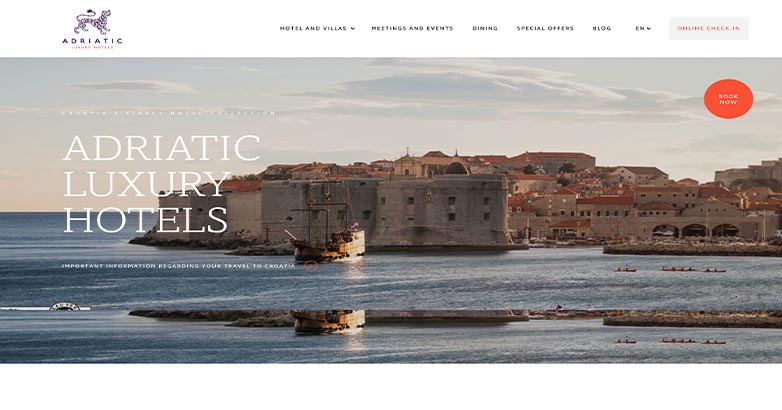 ADRIATIC
LUXURY HOTELS
HOTEL AND VILLAS
MEETINGS AND EVENTS
DINING
SPECIAL OFFERS
BLOG
EN
ONLINE CHECK-IN
BOOK
NOW
CROATIA'S FINEST HOTEL COLLECTION
ADRIATIC
LUXURY
HOTELS
IMPORTANT INFORMATION REGARDING YOUR TRAVEL TO CROATIA